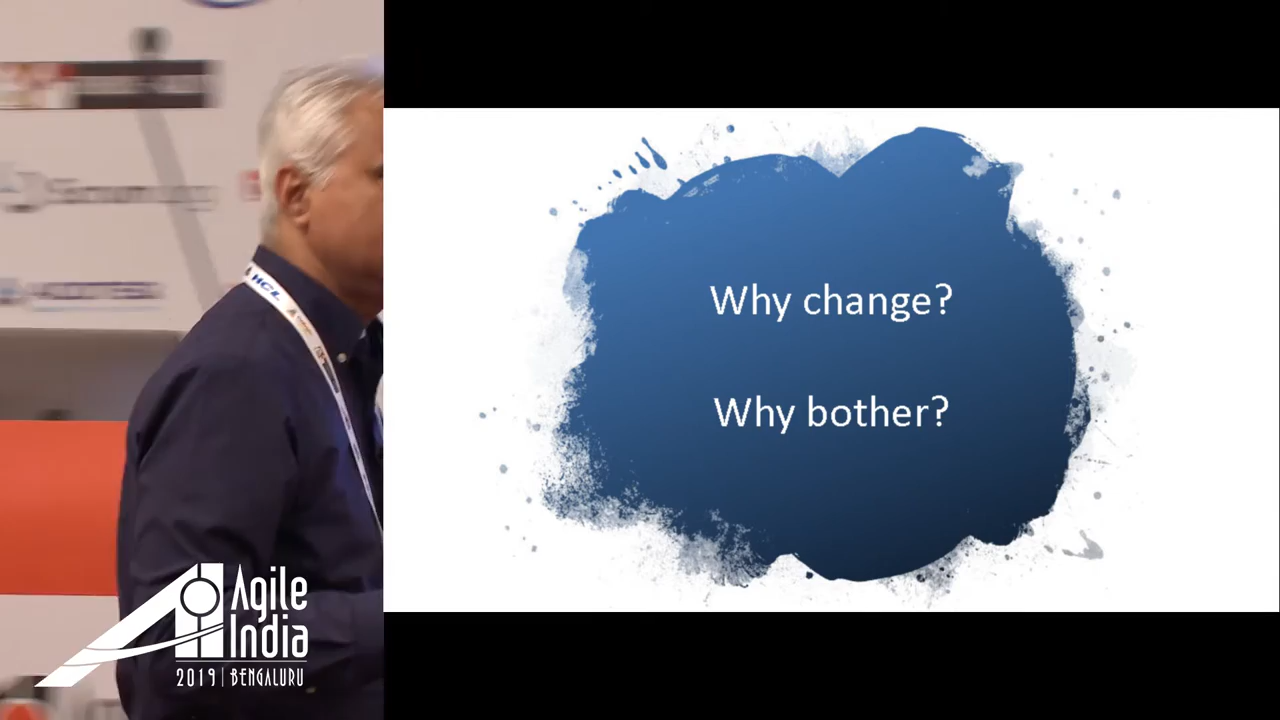 HCL
Why change?
Why bother?
Agile
India
2019 | BENGALURU